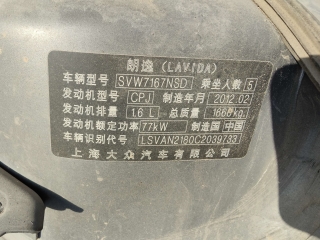 朗逸 (LAVIDA)
车辆型号 SVW7167NSD 乘坐人数 5
发动机型号 CPJ 制造年月 2012.02
发动机排量 1.6 L 总质量 1660kg
发动机额定功率 77kW 制造国 中国
车辆识别代号 LSVAN2180C2039733
上海大众汽车有限公司